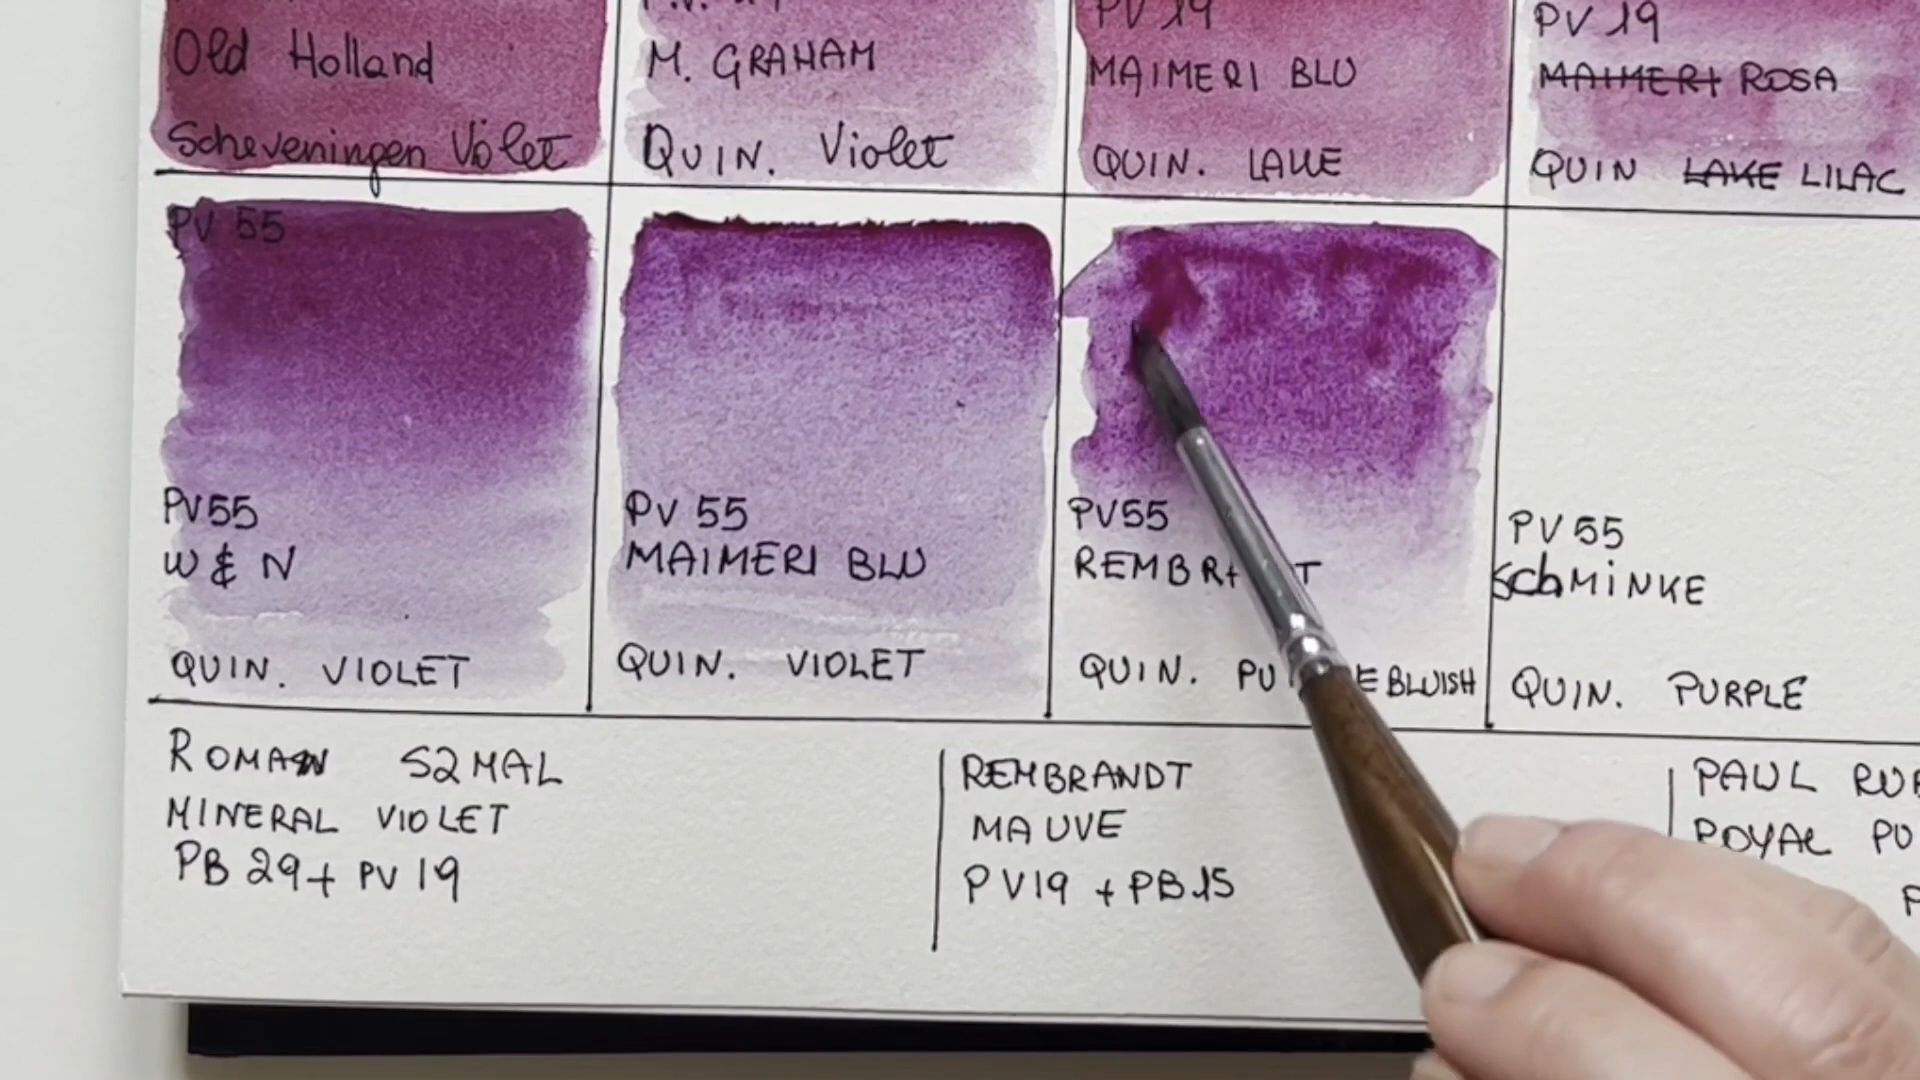 Old Holland
Scheveningen Violet
M. GRAHAM
QUIN. Violet
PV 19
MAIMERI BLU
QUIN. LAKE
PV 19
MAIMERI ROSA
QUIN LAKE LILAC
PV 55
PV55
W & N
QUIN. VIOLET
PV 55
MAIMERI BLU
QUIN. VIOLET
PV55
QUIN. BLUISH
PV 55
SchMiNKE
QUIN. PURPLE
ROMAN SZMAL
MINERAL VIOLET
PB 29+ PV 19
REMBRANDT
MAUVE
PV19 + PB15
PAUL
ROYAL